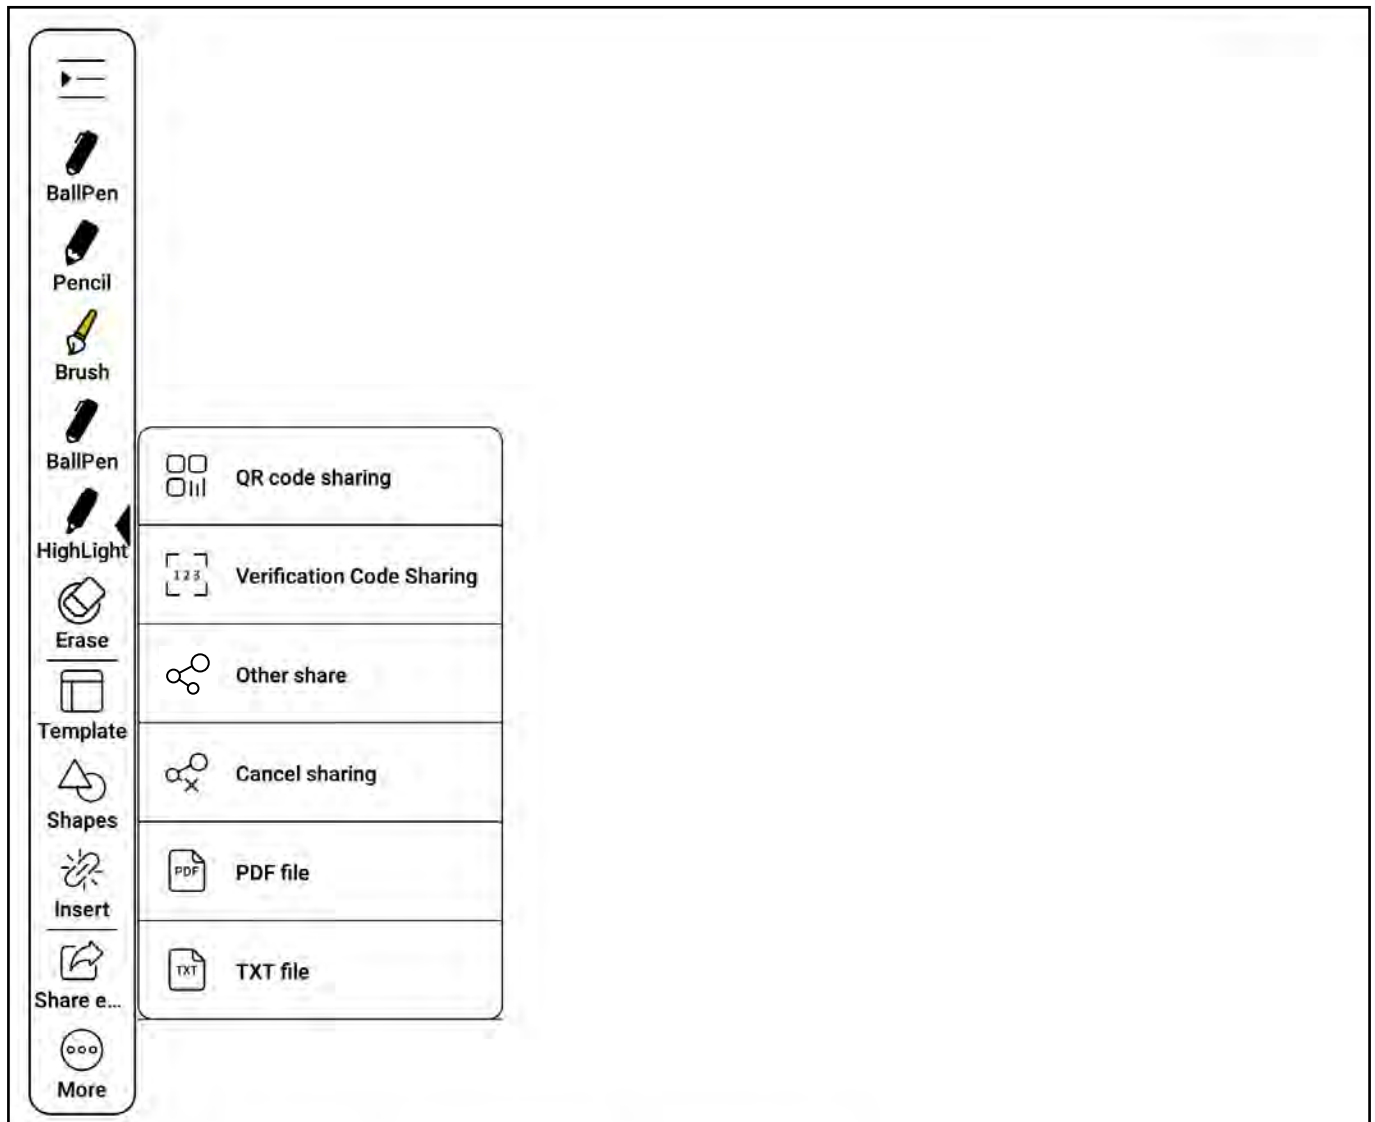 BallPen
Pencil
Brush
BallPen
HighLight
Erase
Template
Shapes
Insert
Share e...
More
QR code sharing
123
Verification Code Sharing
Other share
Cancel sharing
PDF
PDF file
TXT
TXT file